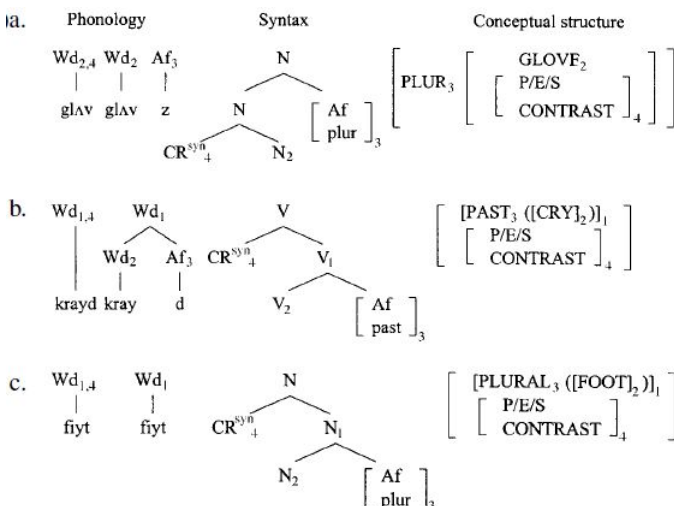 a. Phonology Syntax Conceptual structure
Wd2,4 Wd2 Af3 N GLOVF2
PLUR3 P/E/S
glʌv glʌv z N Af CONTRAST 4
plur 3
CRsyn4 N2
b. Wd1,4 Wd1 V [PAST3 ([CRY]2)]1
P/E/S
Wd2 Af3 CRsyn4 V1 CONTRAST 4
krayd kray d V2 Af
past 3
c. Wd1,4 Wd1 N [PLURAL3 ([FOOT]2)]1
P/E/S
fiyt fiyt CRsyn4 N1 CONTRAST 4
N2 Af
plur 3